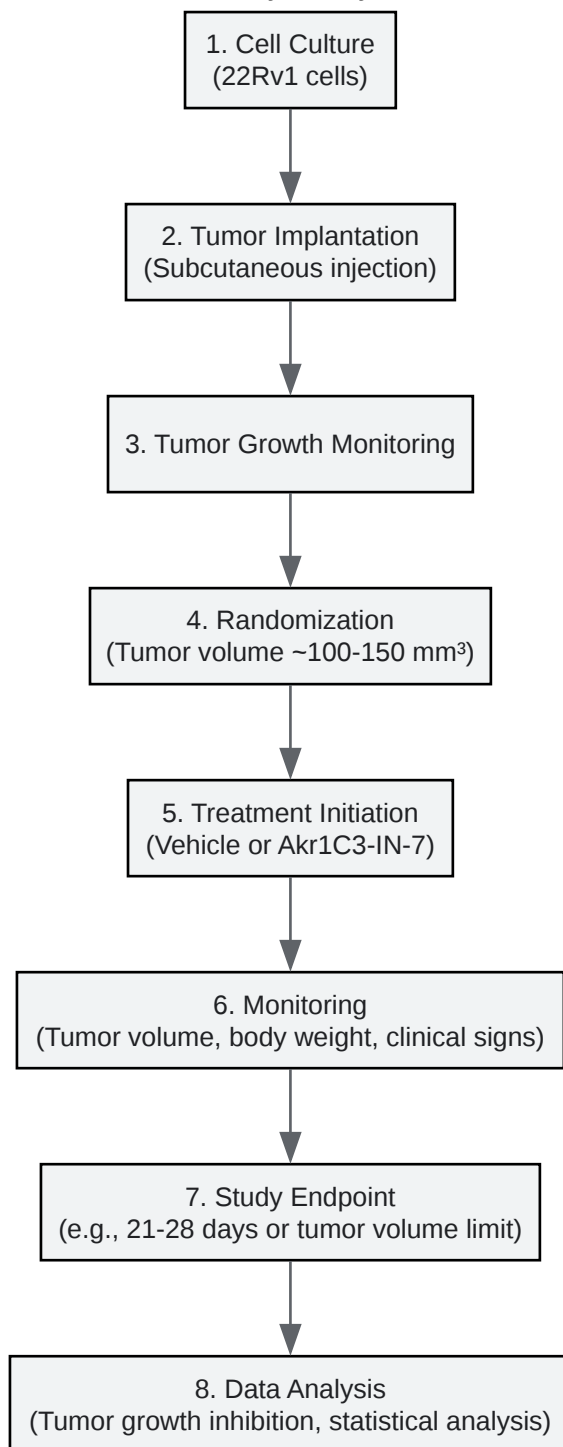 1. Cell Culture
(22Rv1 cells)
2. Tumor Implantation
(Subcutaneous injection)
3. Tumor Growth Monitoring
4. Randomization
(Tumor volume ~100-150 mm³)
5. Treatment Initiation
(Vehicle or Akr1C3-IN-7)
6. Monitoring
(Tumor volume, body weight, clinical signs)
7. Study Endpoint
(e.g., 21-28 days or tumor volume limit)
8. Data Analysis
(Tumor growth inhibition, statistical analysis)